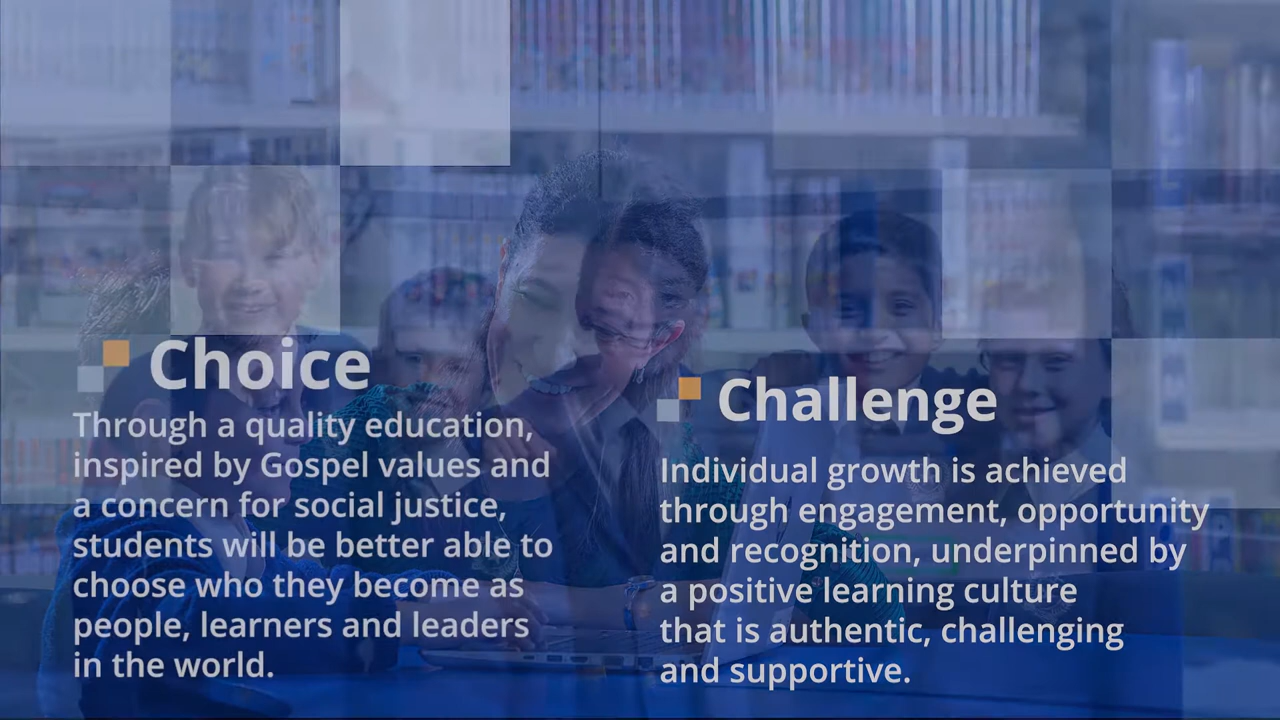 Choice
Through a quality education,
inspired by Gospel values and
a concern for social justice,
students will be better able to
choose who they become as
people, learners and leaders
in the world.
Challenge
Individual growth is achieved
through engagement, opportunity
and recognition, underpinned by
a positive learning culture
that is authentic, challenging
and supportive.